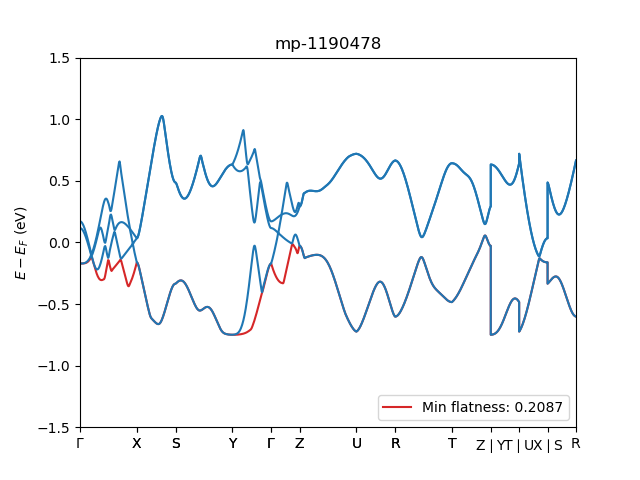 mp-1190478
E − E_F (eV)
1.5
1.0
0.5
0.0
−0.5
−1.0
−1.5
Min flatness: 0.2087
Γ X S Y Γ Z U R T Z | YT | UX | S R